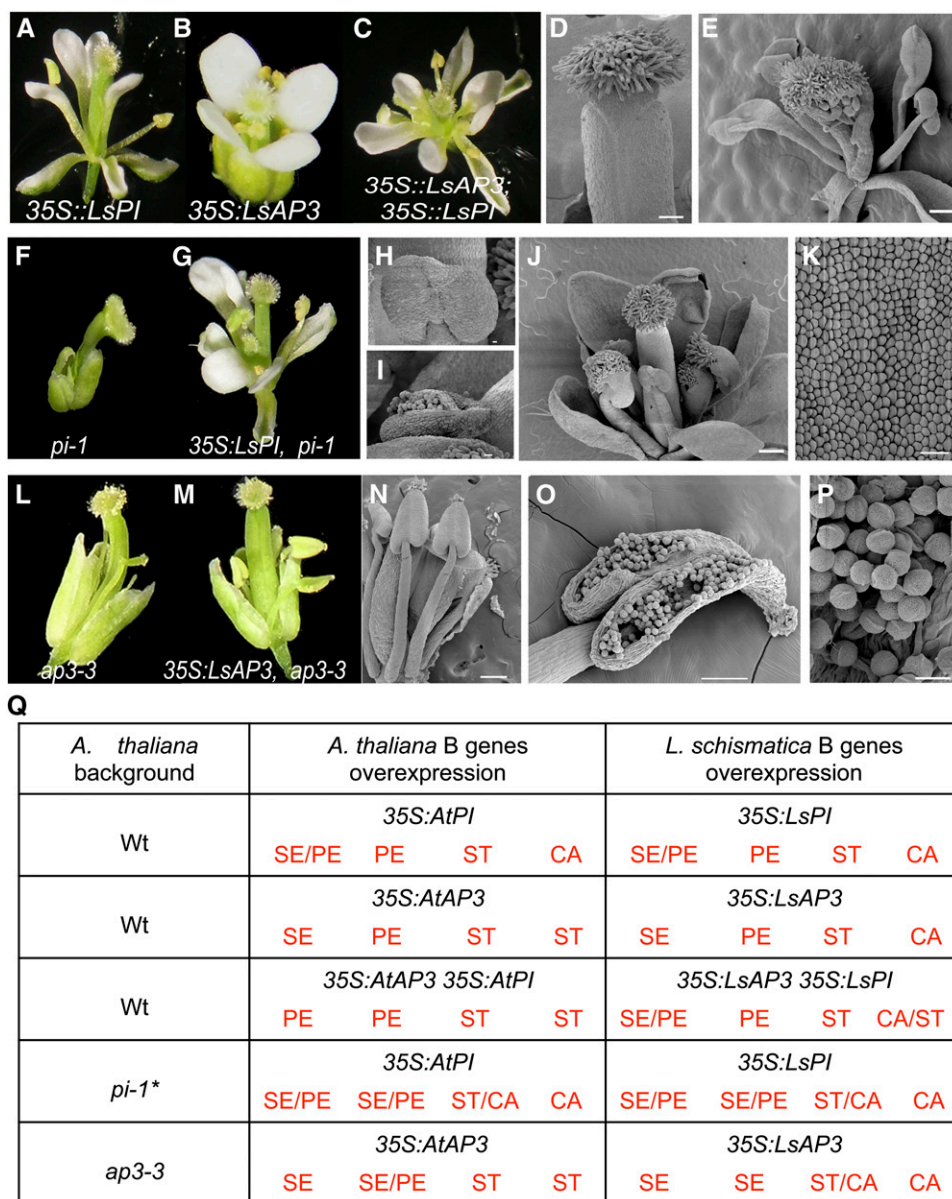 A
B
C
D
E
35S::LsPI
35S:LsAP3
35S::LsAP3;
35S::LsPI
F
G
H
I
J
K
pi-1
35S:LsPI, pi-1
L
M
N
O
P
ap3-3
35S:LsAP3, ap3-3
Q
A. thaliana
background
A. thaliana B genes
overexpression
L. schismatica B genes
overexpression
Wt
35S:AtPI
SE/PE PE ST CA
35S:LsPI
SE/PE PE ST CA
Wt
35S:AtAP3
SE PE ST ST
35S:LsAP3
SE PE ST CA
Wt
35S:AtAP3 35S:AtPI
PE PE ST ST
35S:LsAP3 35S:LsPI
SE/PE PE ST CA/ST
pi-1*
35S:AtPI
SE/PE SE/PE ST/CA CA
35S:LsPI
SE/PE SE/PE ST/CA CA
ap3-3
35S:AtAP3
SE SE/PE ST ST
35S:LsAP3
SE SE ST/CA CA